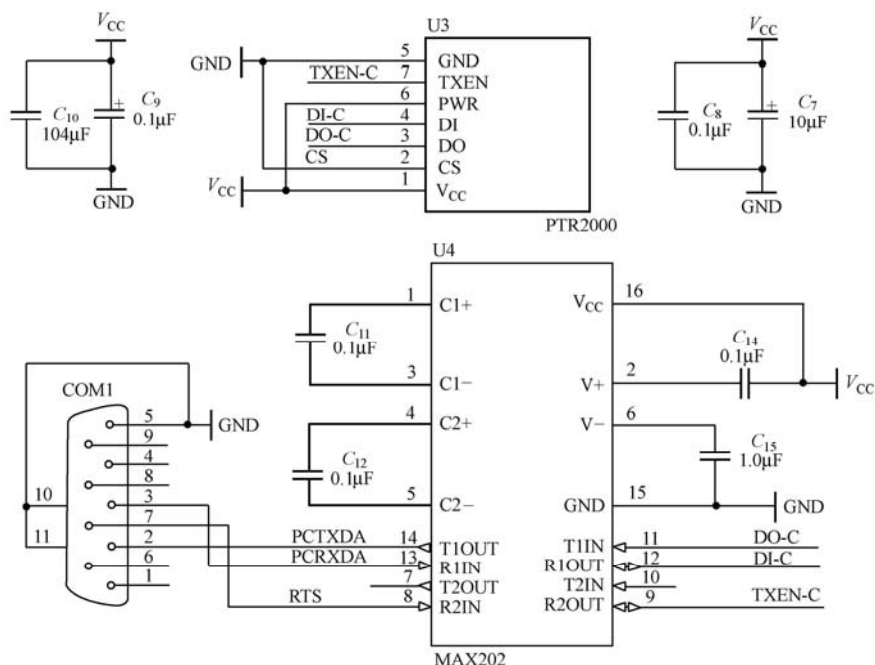 VCC
C10
104μF
C9
+
0.1μF
GND
U3
GND
5
GND
TXEN-C
7
TXEN
6
PWR
DI-C
4
DI
DO-C
3
DO
CS
2
CS
VCC
1
VCC
PTR2000
VCC
C8
0.1μF
+
C7
10μF
GND
U4
1
C1+
C11
0.1μF
3
C1−
4
C2+
C12
0.1μF
5
C2−
PCTXDA
14
T1OUT
PCRXDA
13
R1IN
7
T2OUT
RTS
8
R2IN
VCC
16
C14
0.1μF
V+
2
VCC
V−
6
C15
1.0μF
GND
15
GND
T1IN
11
DO-C
R1OUT
12
DI-C
T2IN
10
R2OUT
9
TXEN-C
MAX202
COM1
5
GND
9
4
8
10
3
7
11
2
6
1